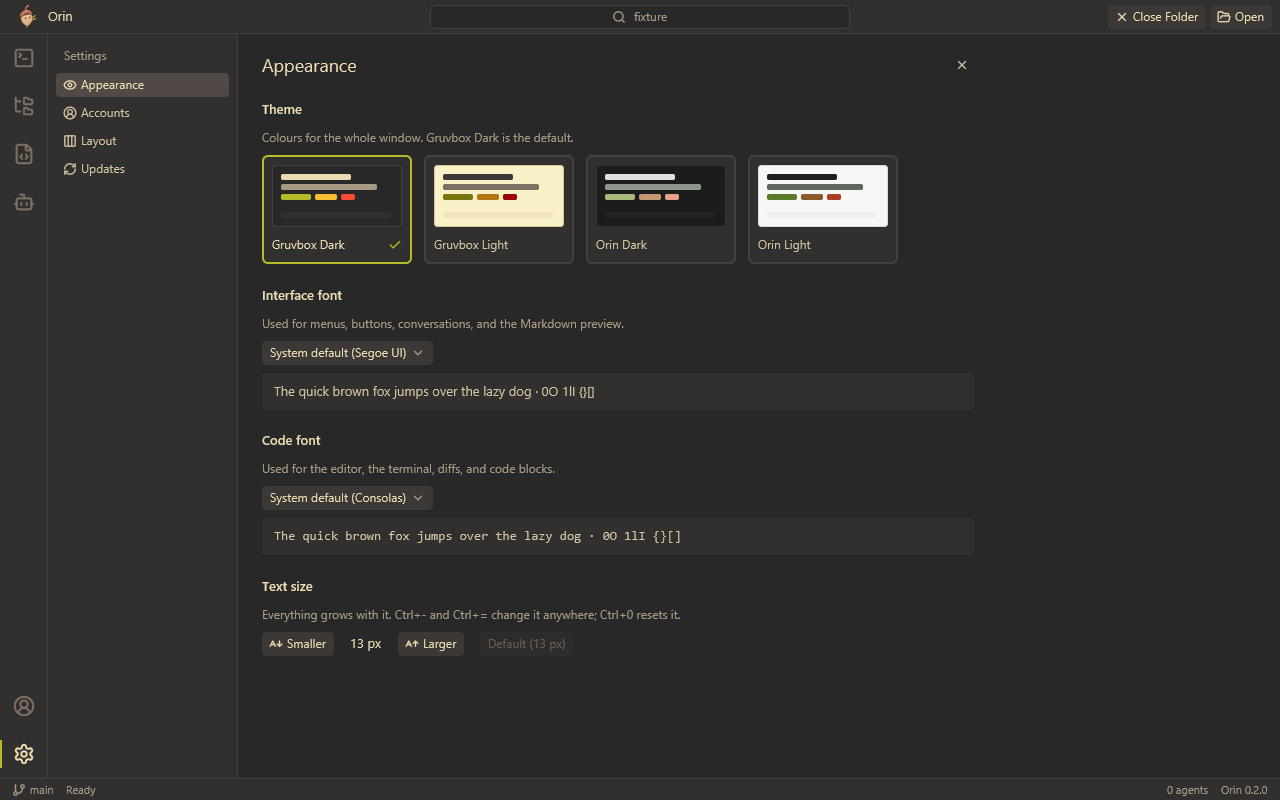 Orin
fixture
Close Folder
Open
Settings
Appearance
Accounts
Layout
Updates
Appearance
Theme
Colours for the whole window. Gruvbox Dark is the default.
Gruvbox Dark
Gruvbox Light
Orin Dark
Orin Light
Interface font
Used for menus, buttons, conversations, and the Markdown preview.
System default (Segoe UI)
The quick brown fox jumps over the lazy dog · 0O 1lI {}[]
Code font
Used for the editor, the terminal, diffs, and code blocks.
System default (Consolas)
The quick brown fox jumps over the lazy dog · 0O 1lI {}[]
Text size
Everything grows with it. Ctrl+- and Ctrl+= change it anywhere; Ctrl+0 resets it.
Smaller
13 px
Larger
Default (13 px)
main
Ready
0 agents
Orin 0.2.0